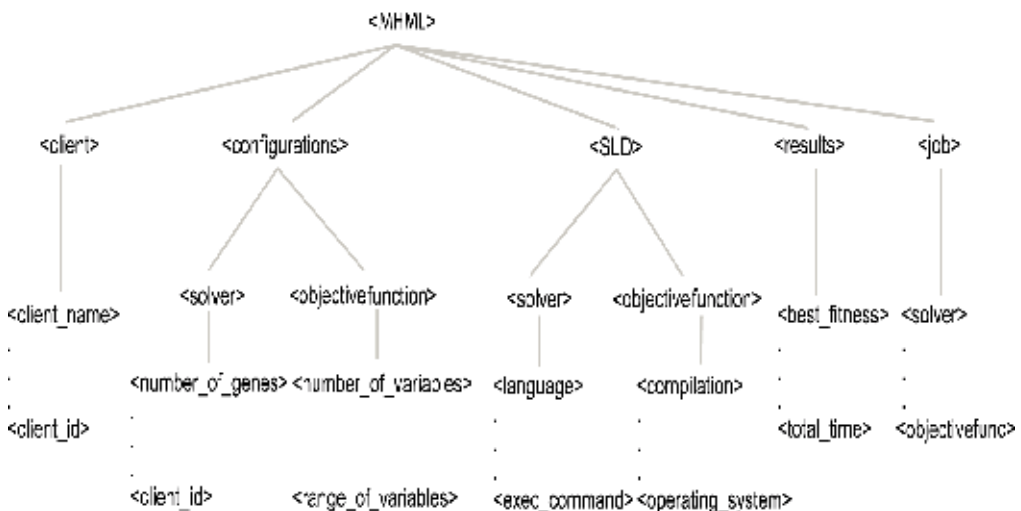 <MHML>
<client> <configurations> <SLD> <results> <job>
<solver> <objectivefunction> <solver> <objectivefunction>
<client_name> <best_fitness> <solver>
. . .
<number_of_genes> <number_of_variables> <language> <compilation>
. . .
. . .
<client_id> <total_time> <objectivefunc>
. . .
. . .
<client_id> <range_of_variables> <exec_command> <operating_system>